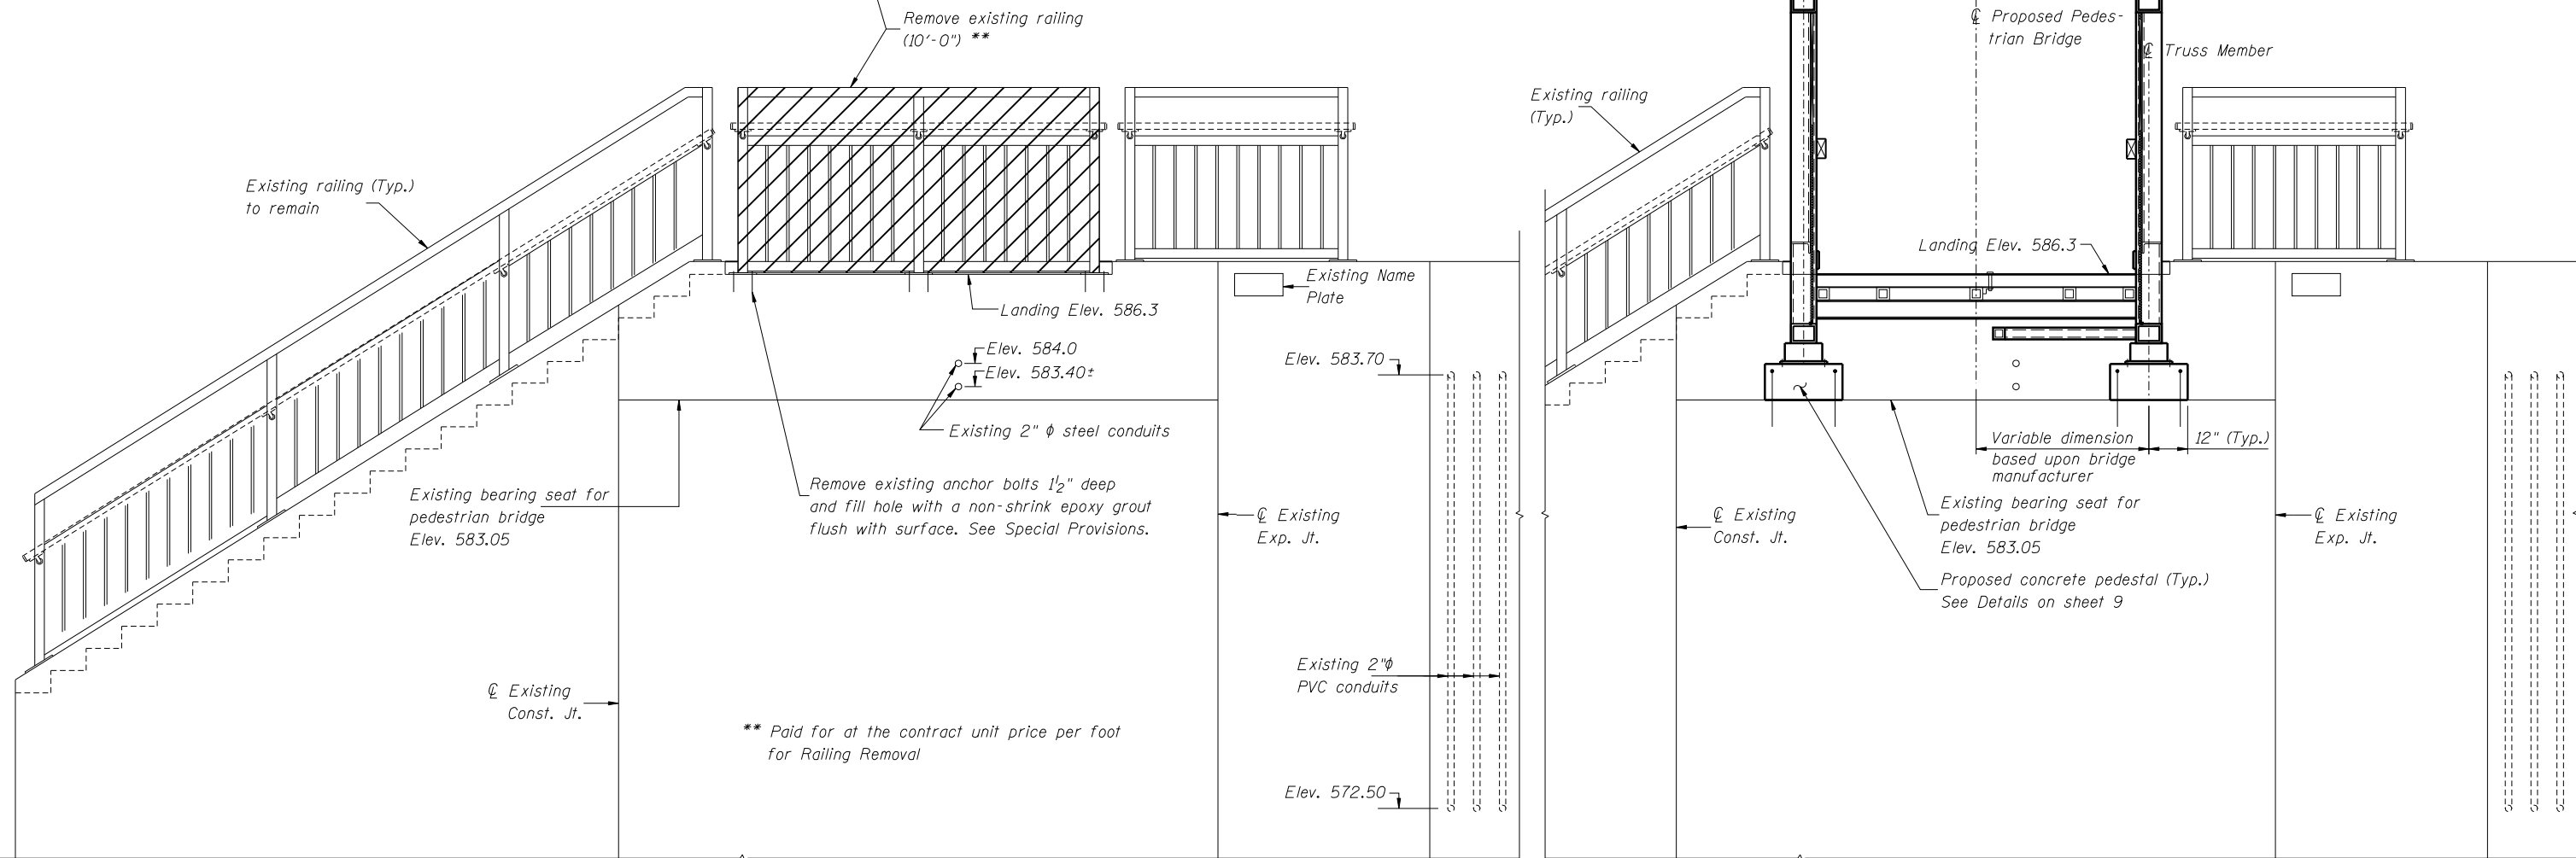 Remove existing railing
(10'-0") **
Existing railing (Typ.)
to remain
Existing Name
Plate
Landing Elev. 586.3
Elev. 584.0
Elev. 583.40±
Existing 2" ϕ steel conduits
Elev. 583.70
Existing bearing seat for
pedestrian bridge
Elev. 583.05
Remove existing anchor bolts 1½" deep
and fill hole with a non-shrink epoxy grout
flush with surface. See Special Provisions.
℄ Existing
Exp. Jt.
Existing 2"ϕ
PVC conduits
℄ Existing
Const. Jt.
** Paid for at the contract unit price per foot
for Railing Removal
Elev. 572.50
℄ Proposed Pedes-
trian Bridge
℄ Truss Member
Existing railing
(Typ.)
Landing Elev. 586.3
Variable dimension
based upon bridge
manufacturer
12" (Typ.)
Existing bearing seat for
pedestrian bridge
Elev. 583.05
℄ Existing
Const. Jt.
℄ Existing
Exp. Jt.
Proposed concrete pedestal (Typ.)
See Details on sheet 9